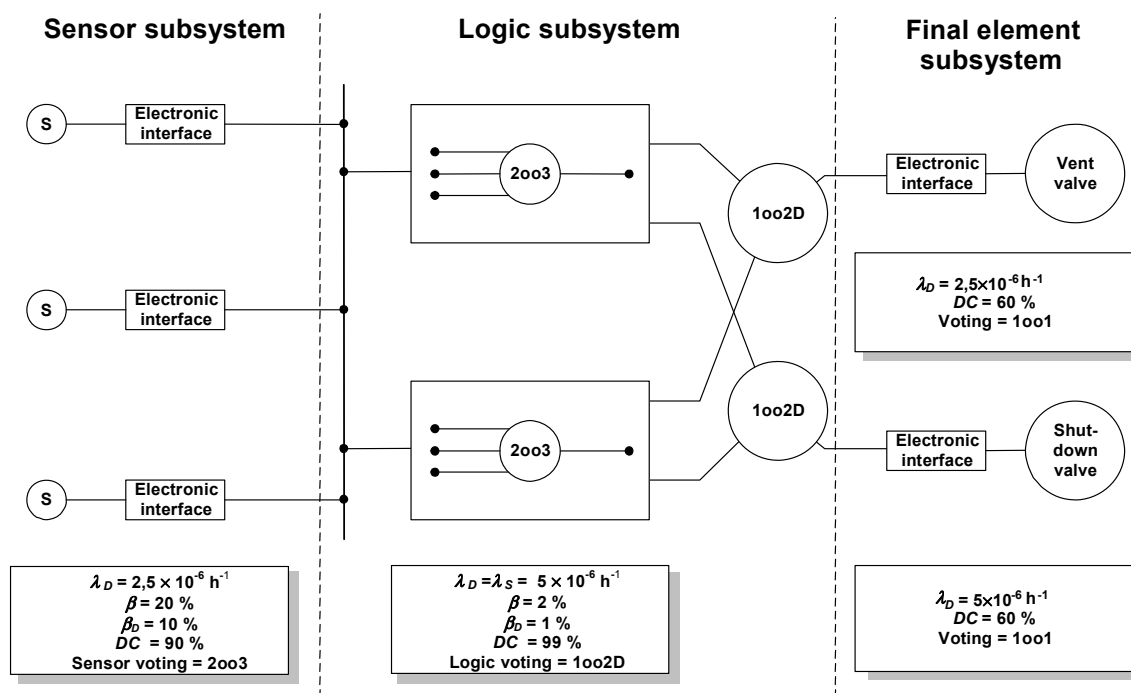 Sensor subsystem
Logic subsystem
Final element
subsystem
S
Electronic
interface
S
Electronic
interface
S
Electronic
interface
2oo3
2oo3
1oo2D
1oo2D
Electronic
interface
Vent
valve
λD = 2,5×10-6 h-1
DC = 60 %
Voting = 1oo1
Electronic
interface
Shut-
down
valve
λD = 2,5 × 10-6 h-1
β = 20 %
βD = 10 %
DC = 90 %
Sensor voting = 2oo3
λD =λS = 5 × 10-6 h-1
β = 2 %
βD = 1 %
DC = 99 %
Logic voting = 1oo2D
λD = 5×10-6 h-1
DC = 60 %
Voting = 1oo1